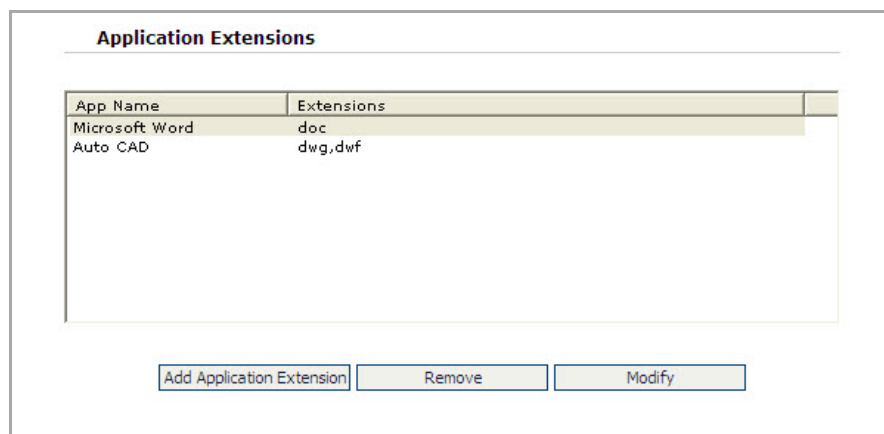 Application Extensions
App Name Extensions
Microsoft Word doc
Auto CAD dwg,dwf
Add Application Extension Remove Modify